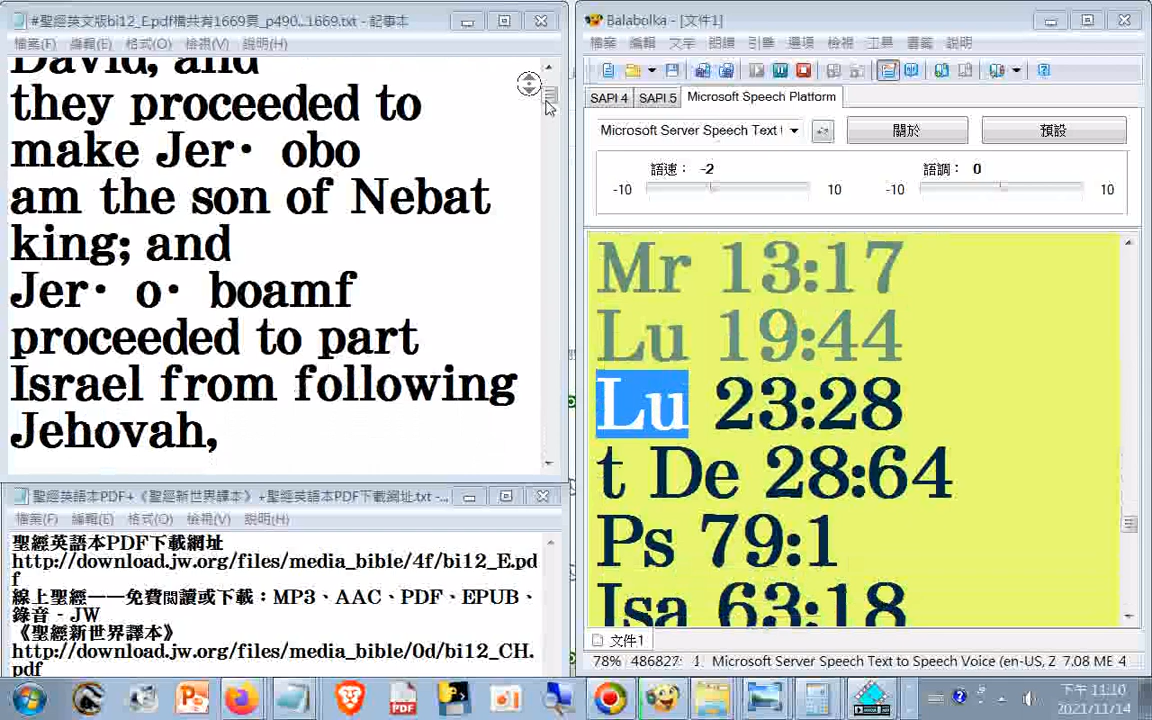 #聖經英文版bi12_E.pdf檔共有1669頁_p490...1669.txt - 記事本
檔案(F) 編輯(E) 格式(O) 檢視(V) 說明(H)
David, and
they proceeded to
make Jer· obo
am the son of Nebat
king; and
Jer· o· boamf
proceeded to part
Israel from following
Jehovah,
聖經英語本PDF+《聖經新世界譯本》+聖經英語本PDF下載網址.txt -...
檔案(F) 編輯(E) 格式(O) 檢視(V) 說明(H)
聖經英語本PDF下載網址
http://download.jw.org/files/media_bible/4f/bi12_E.pd
f
線上聖經——免費閱讀或下載：MP3、AAC、PDF、EPUB、
錄音 - JW
《聖經新世界譯本》
http://download.jw.org/files/media_bible/0d/bi12_CH.
pdf
Balabolka - [文件1]
檔案 編輯 文字 朗讀 引擎 選項 檢視 工具 書籤 說明
SAPI 4 SAPI 5 Microsoft Speech Platform
Microsoft Server Speech Text 關於 預設
語速： -2 語調： 0
-10 10 -10 10
Mr 13:17
Lu 19:44
Lu 23:28
t De 28:64
Ps 79:1
Isa 63:18
文件1
78% Microsoft Server Speech Text to Speech Voice (en-US, Z 7.08 ME 4
PDF
下午 11:10
2021/11/14